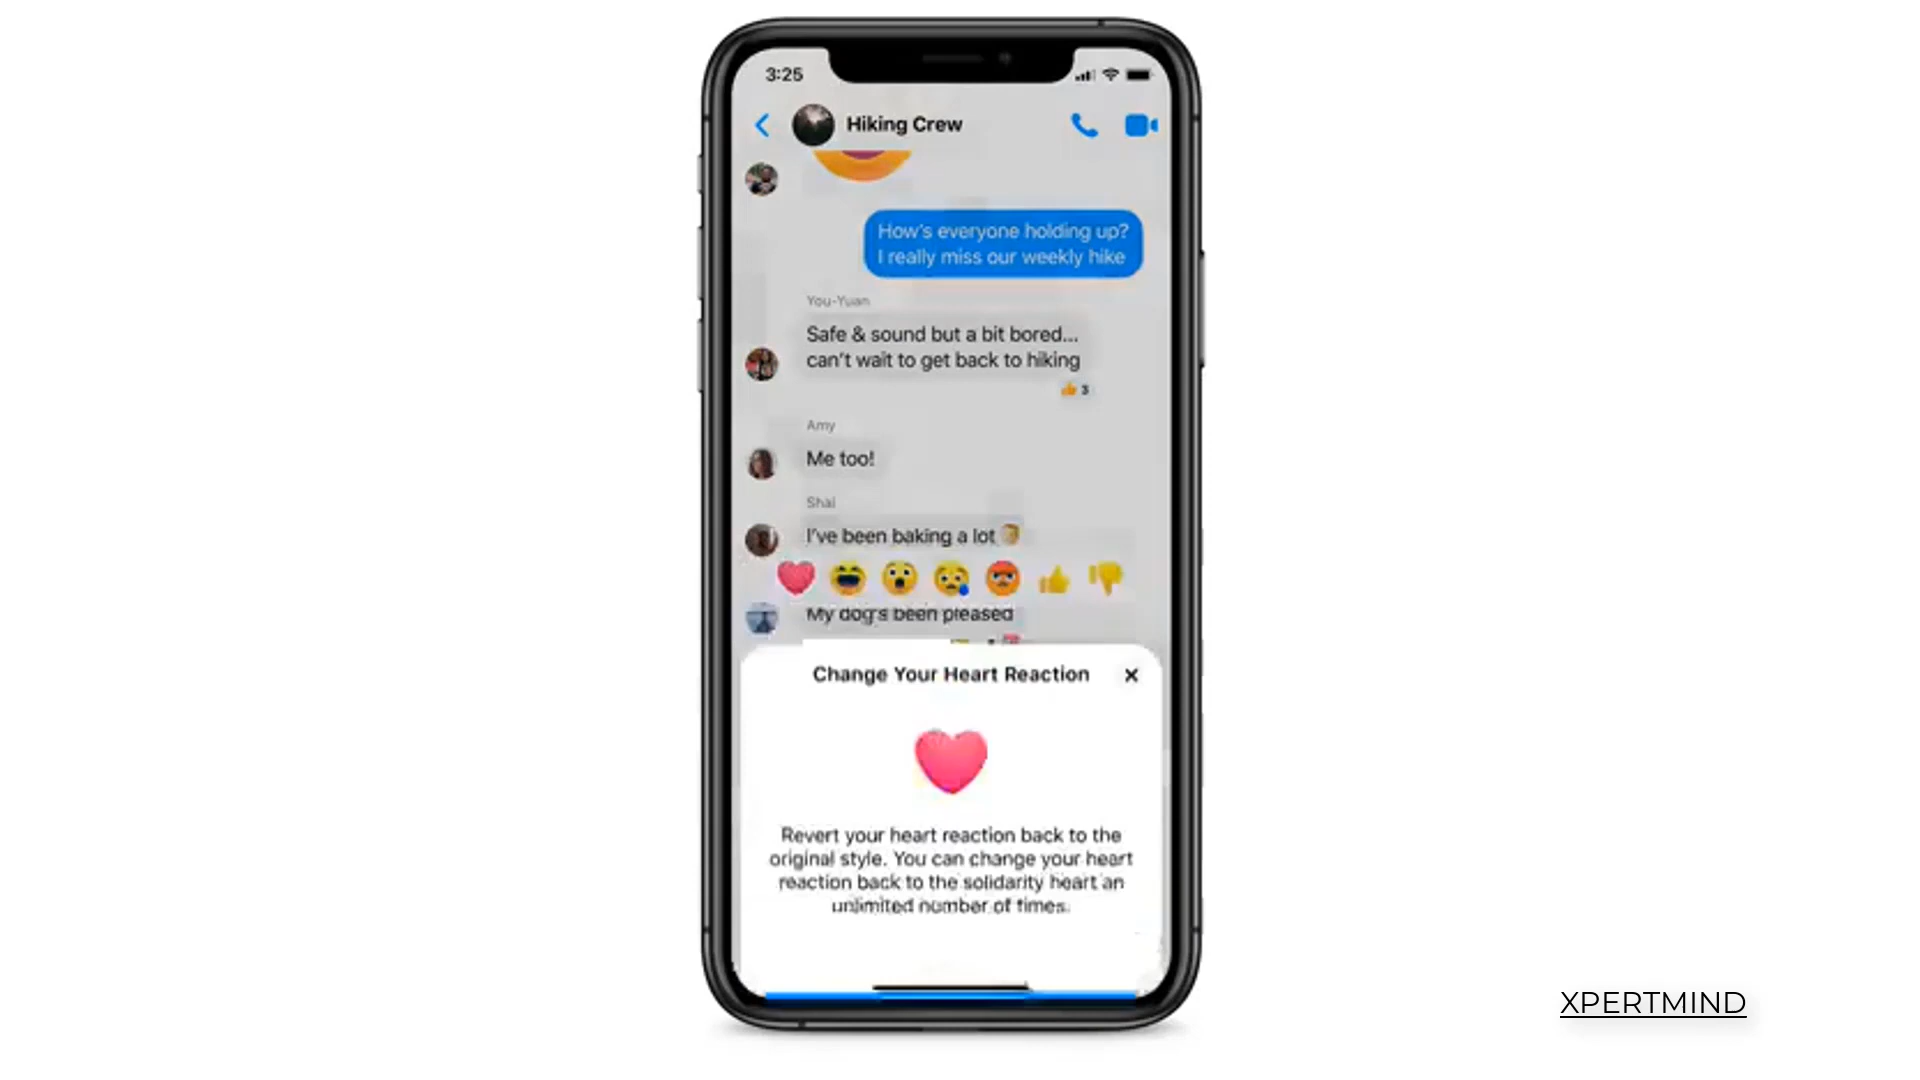 3:25
Hiking Crew
How's everyone holding up?
I really miss our weekly hike
You-Yuan
Safe & sound but a bit bored...
can't wait to get back to hiking
3
Amy
Me too!
Shai
I've been baking a lot
My dog's been pleased
Change Your Heart Reaction
Revert your heart reaction back to the
original style. You can change your heart
reaction back to the solidarity heart an
unlimited number of times.
XPERTMIND